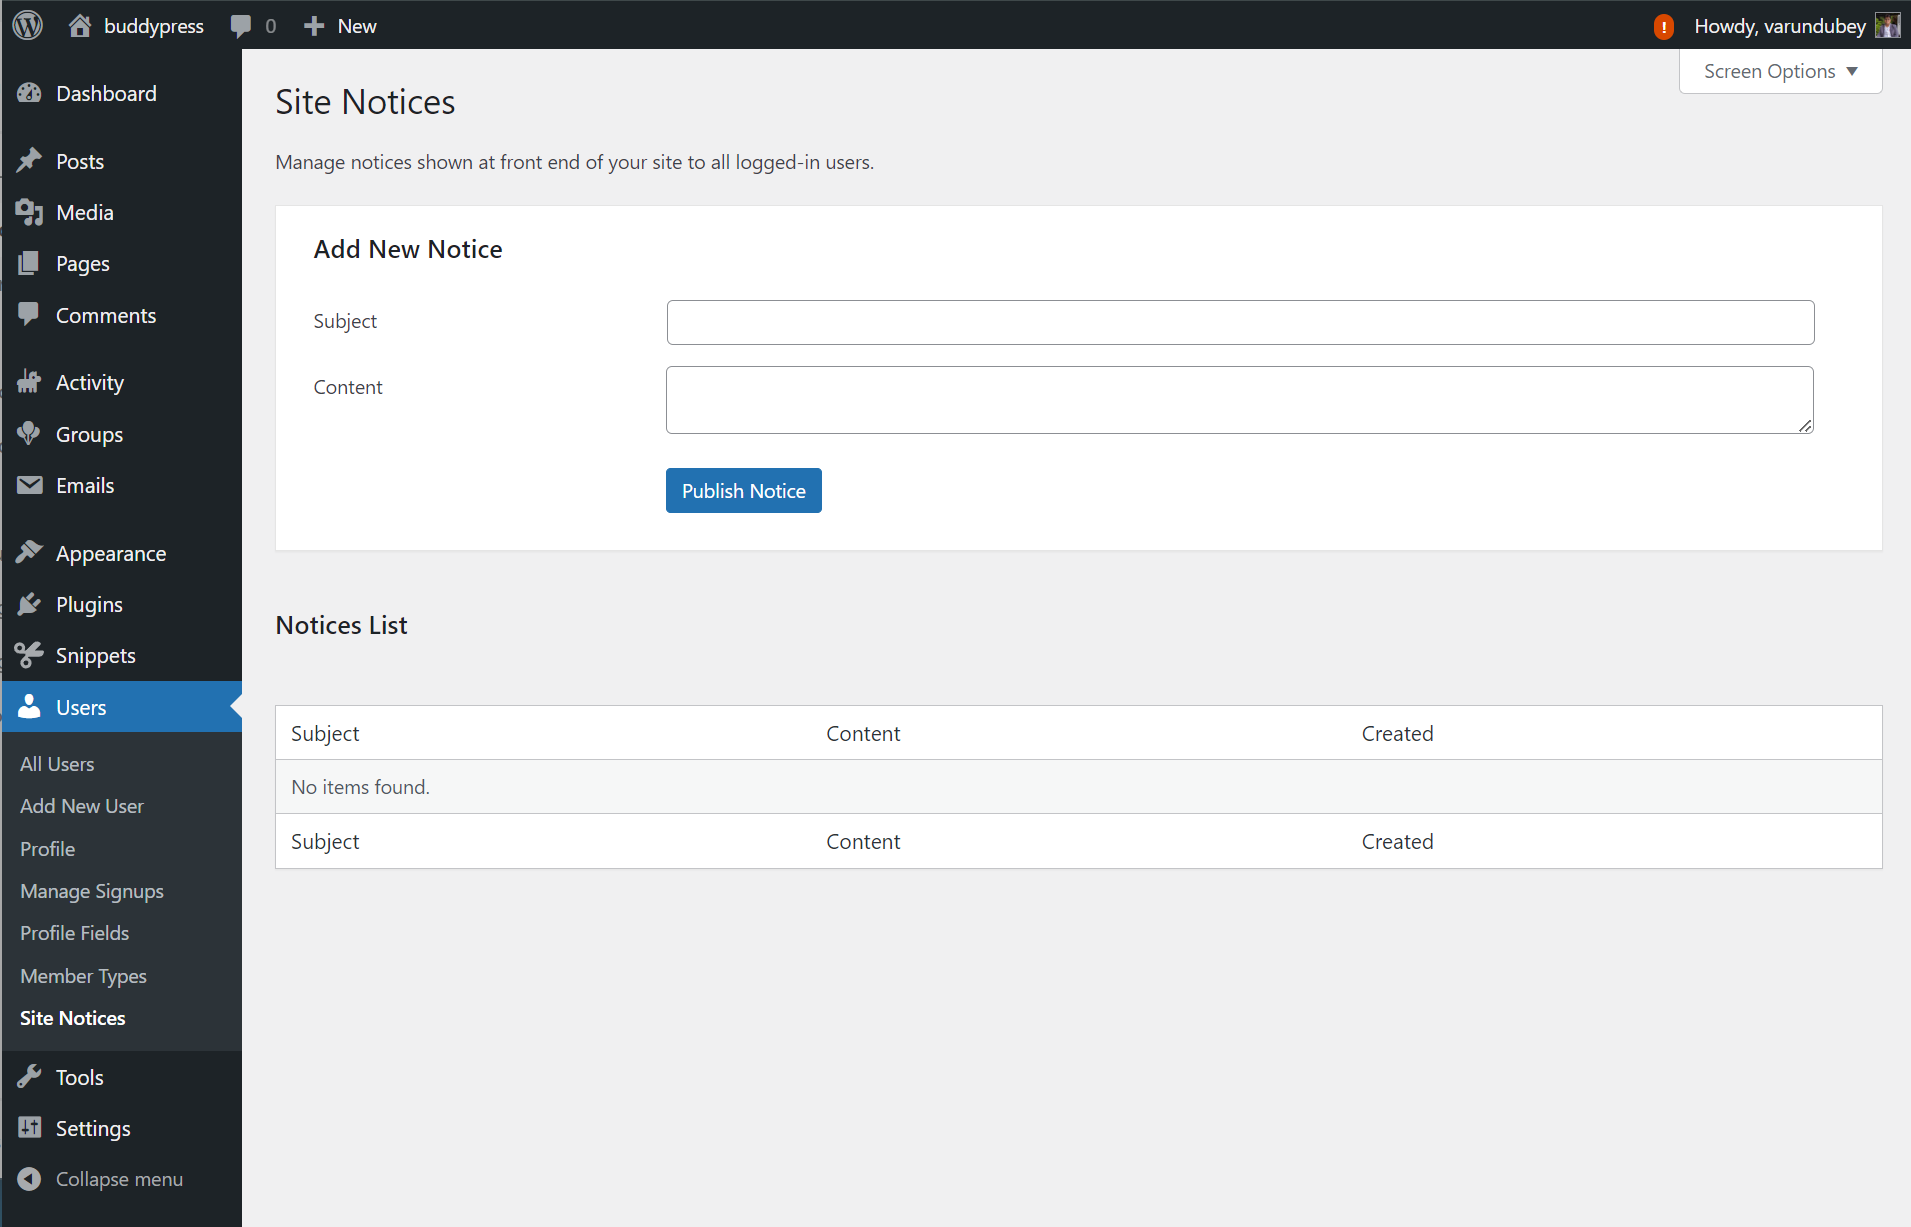 buddypress 0 New ! Howdy, varundubey
Screen Options
Dashboard
Posts
Media
Pages
Comments
Activity
Groups
Emails
Appearance
Plugins
Snippets
Users
All Users
Add New User
Profile
Manage Signups
Profile Fields
Member Types
Site Notices
Tools
Settings
Collapse menu
Site Notices
Manage notices shown at front end of your site to all logged-in users.
Add New Notice
Subject
Content
Publish Notice
Notices List
Subject Content Created
No items found.
Subject Content Created